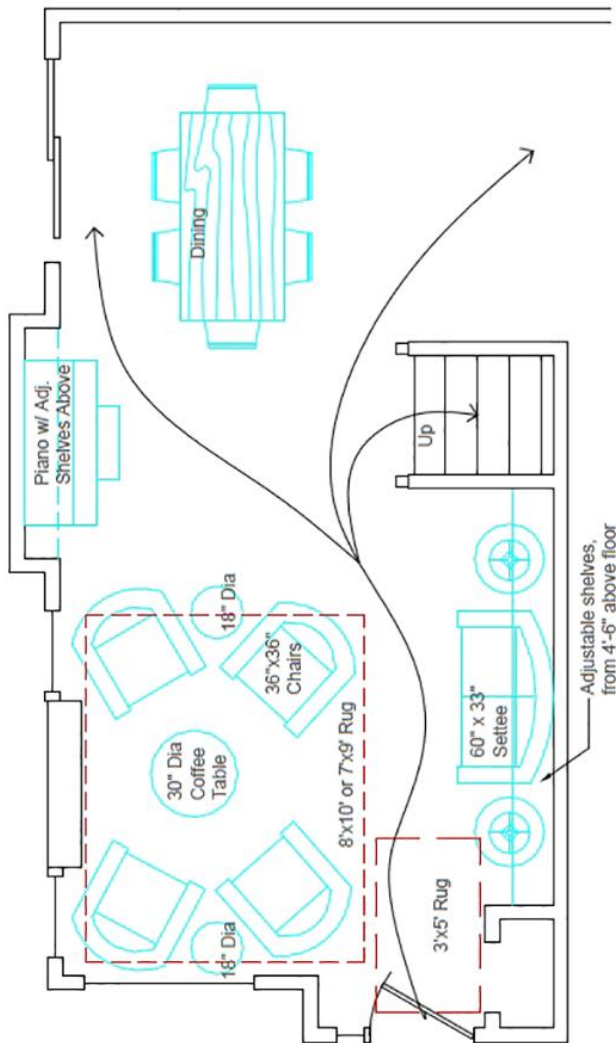 Dining
Piano w/ Adj.
Shelves Above
Up
18" Dia
36"x36"
Chairs
30" Dia
Coffee
Table
8'x10' or 7'x9' Rug
18" Dia
60" x 33"
Settee
3'x5' Rug
Adjustable shelves,
from 4'-6" above floor